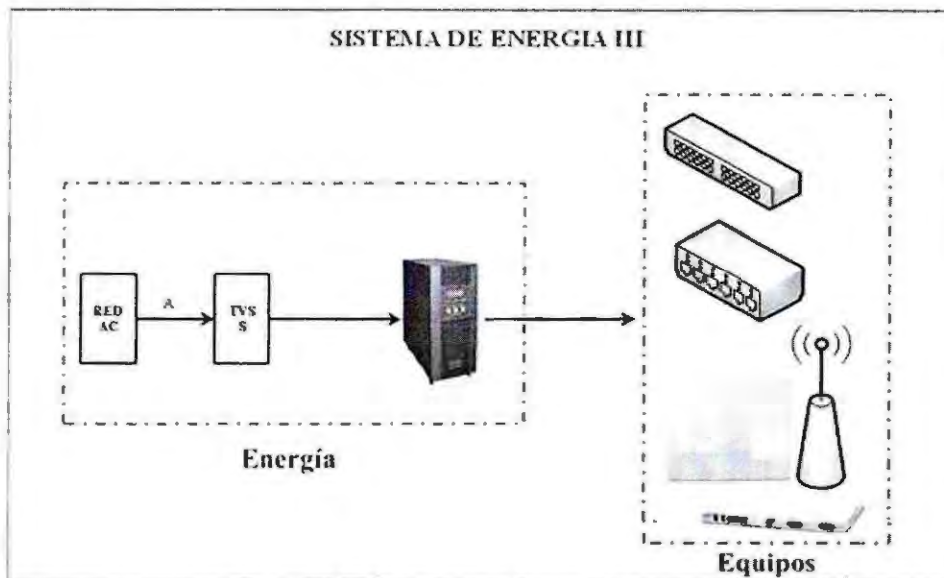 SISTEMA DE ENERGIA III
RED
AC
A
TVS
S
Energía
Equipos